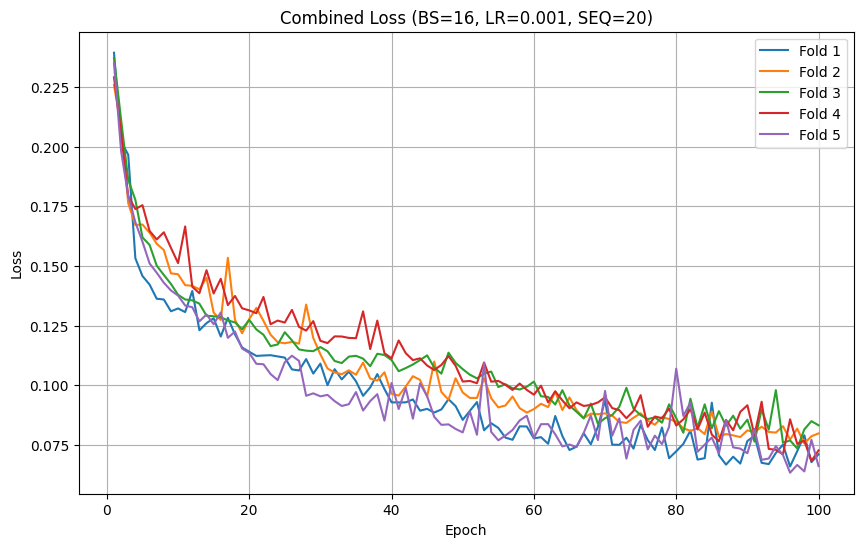 Combined Loss (BS=16, LR=0.001, SEQ=20)
Fold 1
Fold 2
Fold 3
Fold 4
Fold 5
Loss
0.225
0.200
0.175
0.150
0.125
0.100
0.075
0
20
40
60
80
100
Epoch